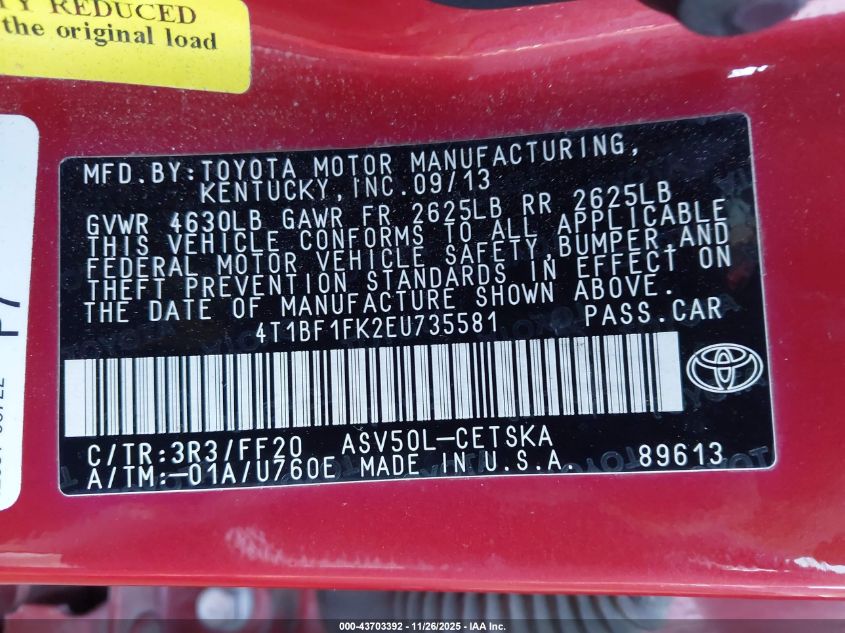 TY REDUCED
the original load
MFD.BY:TOYOTA MOTOR MANUFACTURING,
KENTUCKY, INC.09/13
GVWR 4630LB GAWR FR 2625LB RR 2625LB
THIS VEHICLE CONFORMS TO ALL APPLICABLE
FEDERAL MOTOR VEHICLE SAFETY,BUMPER,AND
THEFT PREVENTION STANDARDS IN EFFECT ON
THE DATE OF MANUFACTURE SHOWN ABOVE.
4T1BF1FK2EU735581 PASS.CAR
C/TR:3R3/FF20 ASV50L-CETSKA
A/TM:-01A/U760E MADE IN U.S.A. 89613
000-43703392 - 11/26/2025 - IAA Inc.